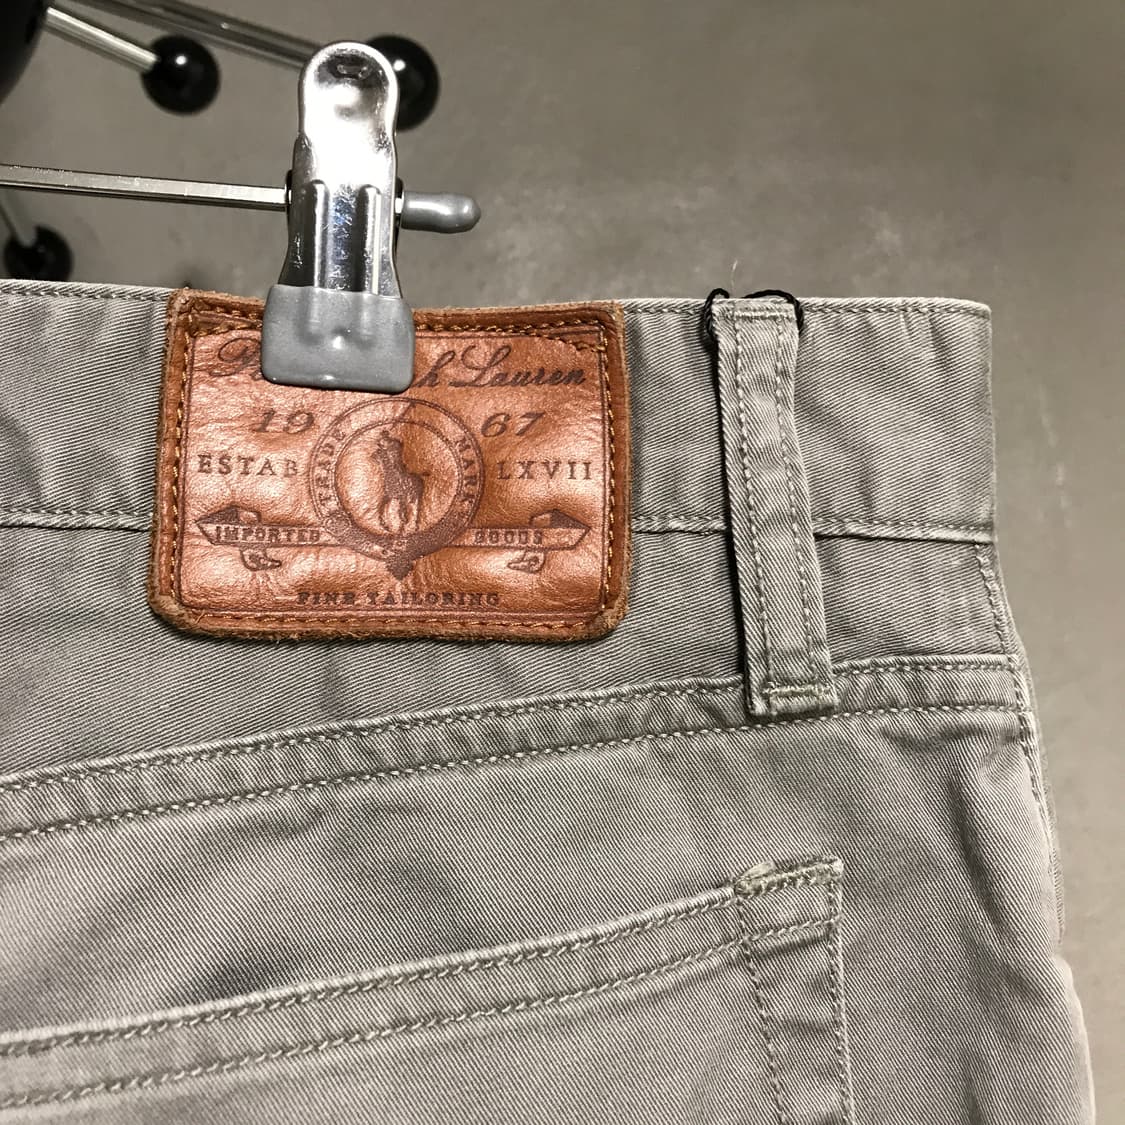 h Lauren
19 67
ESTAB LXVII
TRADE MARK
IMPORTED GOODS
FINE TAILORING